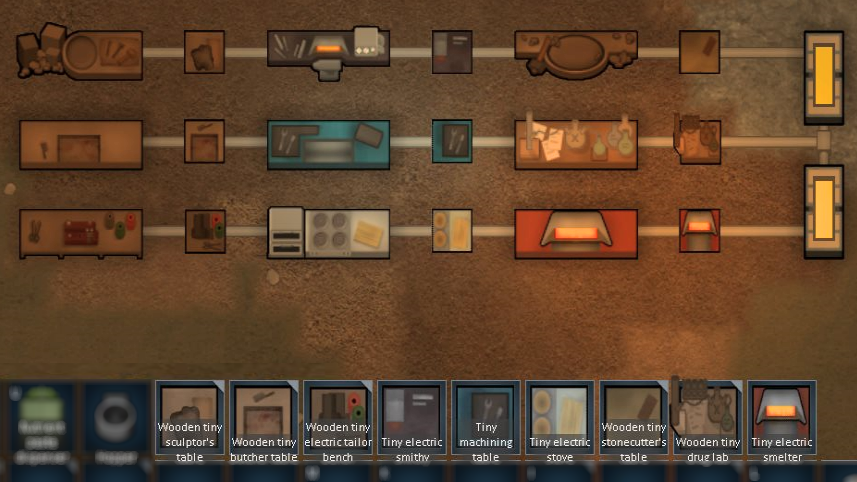 Wooden tiny
sculptor's
table
Wooden tiny
butcher table
Wooden tiny
electric tailor
bench
Tiny electric
smithy
Tiny
machining
table
Tiny electric
stove
Wooden tiny
stonecutter's
table
Wooden tiny
drug lab
Tiny electric
smelter